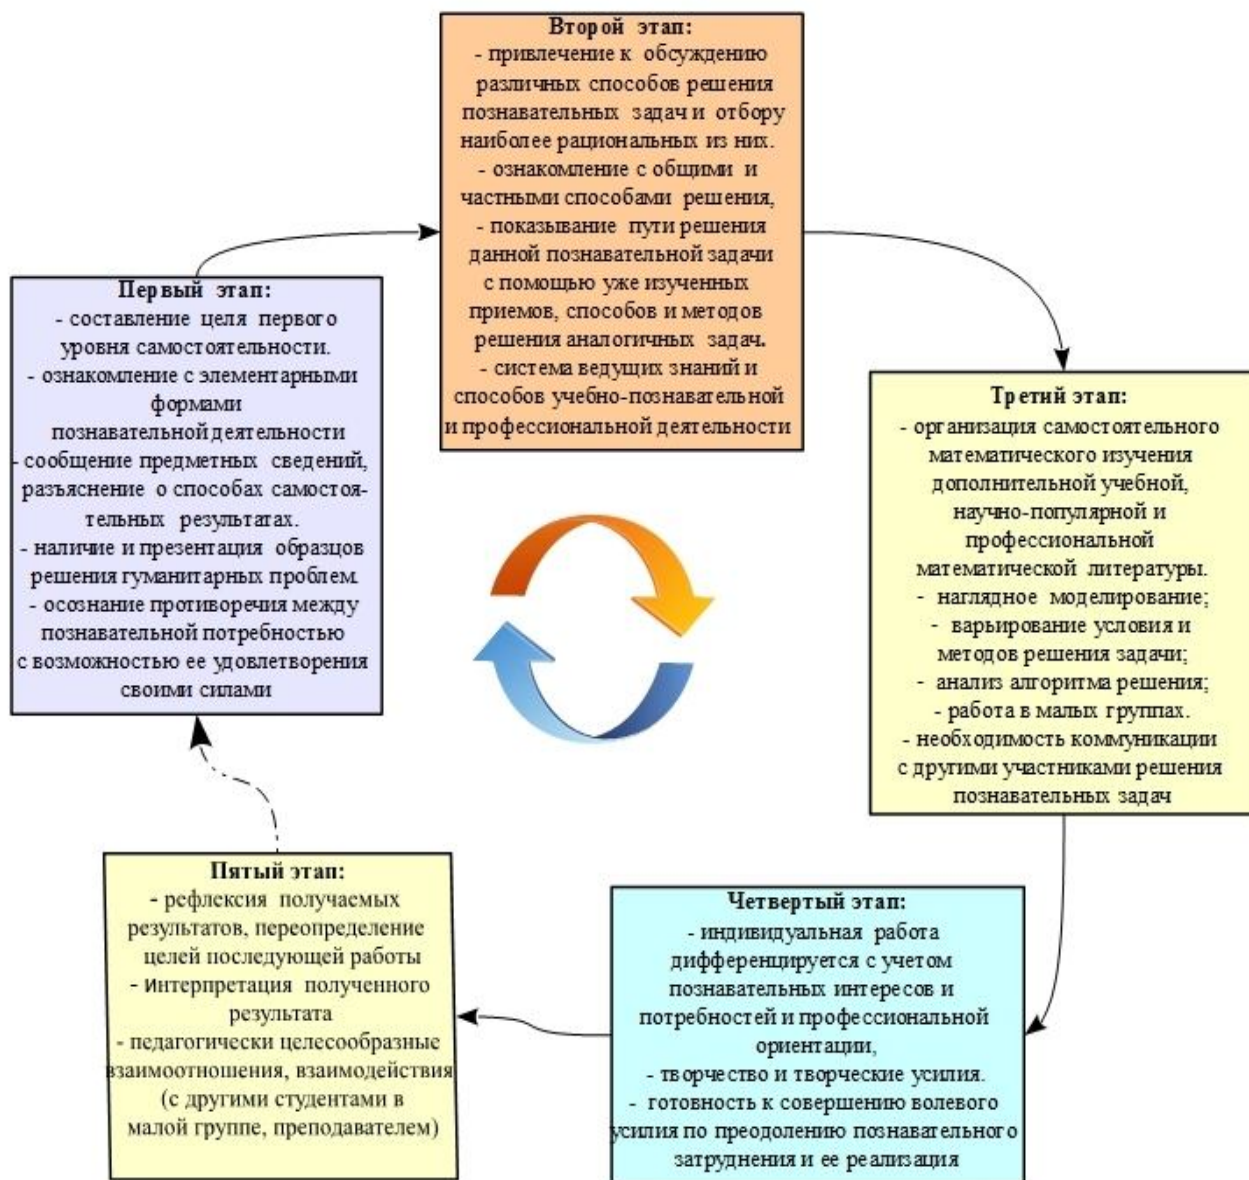 Второй этап:
- привлечение к обсуждению
различных способов решения
познавательных задач и отбору
наиболее рациональных из них.
- ознакомление с общими и
частными способами решения,
- показывание пути решения
данной познавательной задачи
с помощью уже изученных
приемов, способов и методов
решения аналогичных задач.
- система ведущих знаний и
способов учебно-познавательной
и профессиональной деятельности
Первый этап:
- составление целя первого
уровня самостоятельности.
- ознакомление с элементарными
формами
познавательной деятельности
- сообщение предметных сведений,
разъяснение о способах самостоя-
тельных результатах.
- наличие и презентация образцов
решения гуманитарных проблем.
- осознание противоречия между
познавательной потребностью
с возможностью ее удовлетворения
своими силами
Третий этап:
- организация самостоятельного
математического изучения
дополнительной учебной,
научно-популярной и
профессиональной
математической литературы.
- наглядное моделирование;
- варьирование условия и
методов решения задачи;
- анализ алгоритма решения;
- работа в малых группах.
- необходимость коммуникации
с другими участниками решения
познавательных задач
Четвертый этап:
- индивидуальная работа
дифференцируется с учетом
познавательных интересов и
потребностей и профессиональной
ориентации,
- творчество и творческие усилия.
- готовность к совершению волевого
усилия по преодолению познавательного
затруднения и ее реализация
Пятый этап:
- рефлексия получаемых
результатов, переопределение
целей последующей работы
- Интерпретация полученного
результата
- педагогически целесообразные
взаимоотношения, взаимодействия
(с другими студентами в
малой группе, преподавателем)